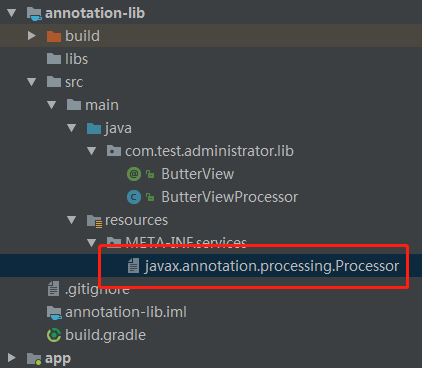 annotation-lib
build
libs
src
main
java
com.test.administrator.lib
ButterView
ButterViewProcessor
resources
META-INF.services
javax.annotation.processing.Processor
.gitignore
annotation-lib.iml
build.gradle
app